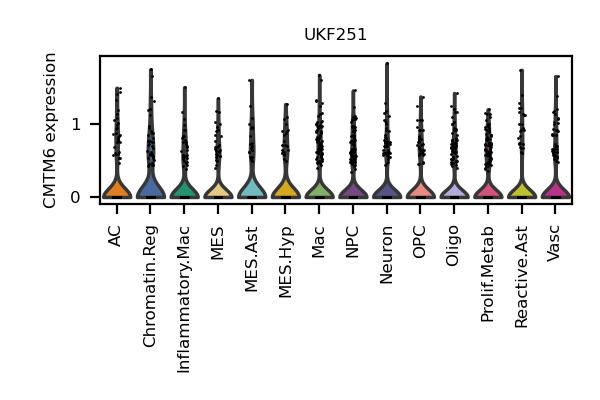 UKF251
CMTM6 expression
1
0
AC
Chromatin.Reg
Inflammatory.Mac
MES
MES.Ast
MES.Hyp
Mac
NPC
Neuron
OPC
Oligo
Prolif.Metab
Reactive.Ast
Vasc